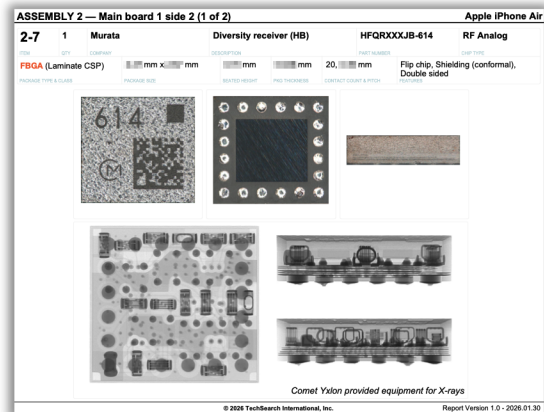 ASSEMBLY 2 — Main board 1 side 2 (1 of 2) Apple iPhone Air
2-7 1 Murata Diversity receiver (HB) HFQRXXXJB-614 RF Analog
ITEM QTY COMPANY DESCRIPTION PART NUMBER CHIP TYPE
FBGA (Laminate CSP) mm x mm mm mm 20, mm Flip chip, Shielding (conformal),
Double sided
PACKAGE TYPE & CLASS PACKAGE SIZE SEATED HEIGHT PKG THICKNESS CONTACT COUNT & PITCH FEATURES
614
Comet Yxlon provided equipment for X-rays
© 2026 TechSearch International, Inc. Report Version 1.0 - 2026.01.30